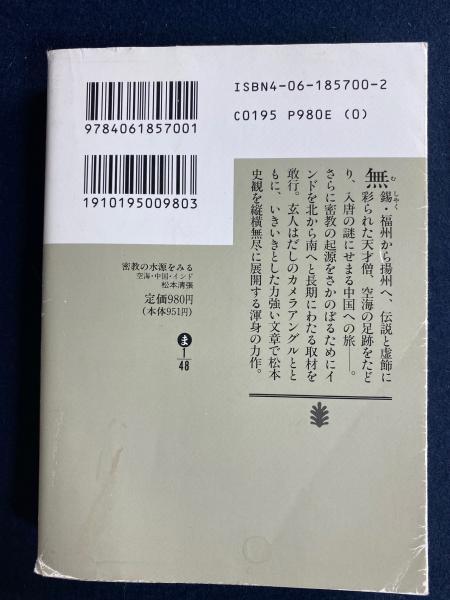 ISBN4-06-185700-2
C0195 P980E (0)
9784061857001
1910195009803
密教の水源をみる
空海・中国・インド
松本清張
定価980円
(本体951円)
ま
1
48
無錫・福州から揚州へ、伝説と虚飾に
むしゃく
彩られた天才僧、空海の足跡をたど
り、入唐の謎にせまる中国への旅――。
さらに密教の起源をさかのぼるためにイ
ンドを北から南へと長期にわたる取材を
敢行。玄人はだしのカメラアングルとと
もに、いきいきとした力強い文章で松本
史観を縦横無尽に展開する渾身の力作。